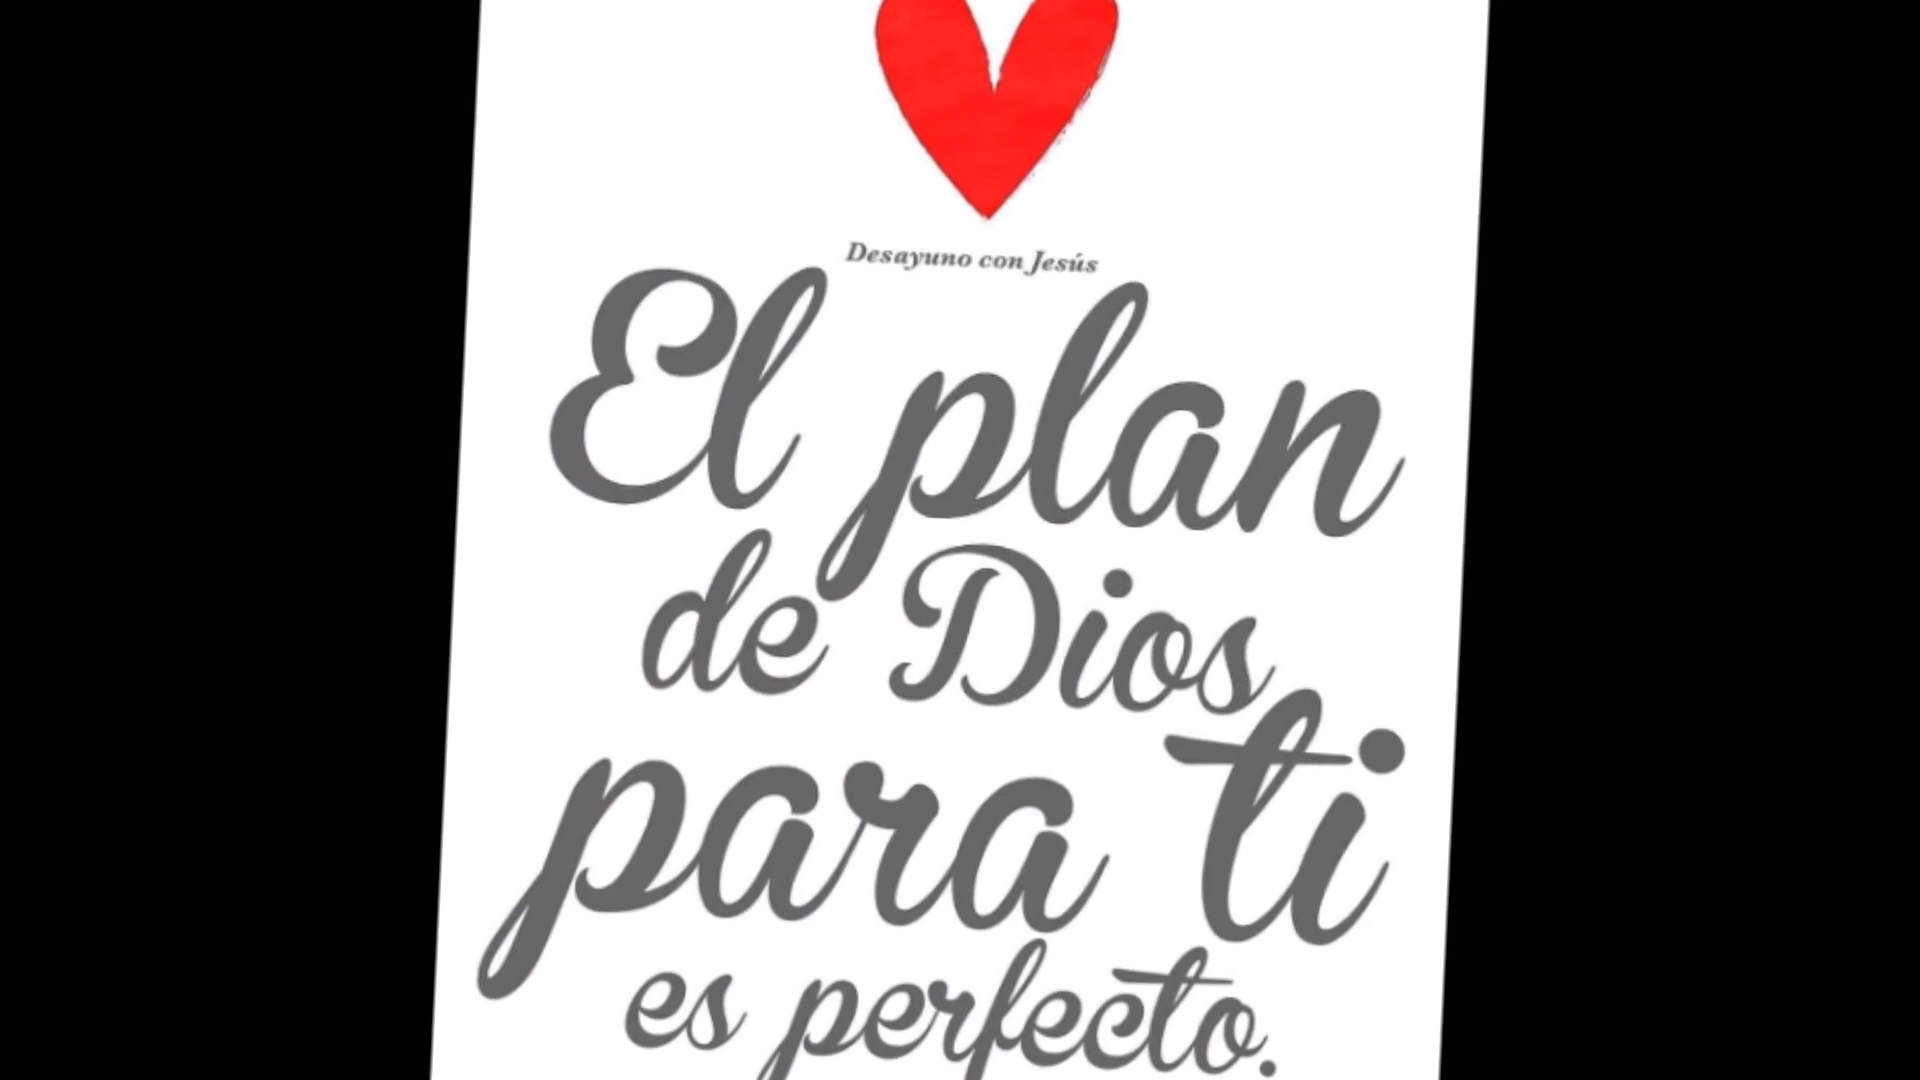 Desayuno con Jesús
El plan
de Dios
para ti
es perfecto.